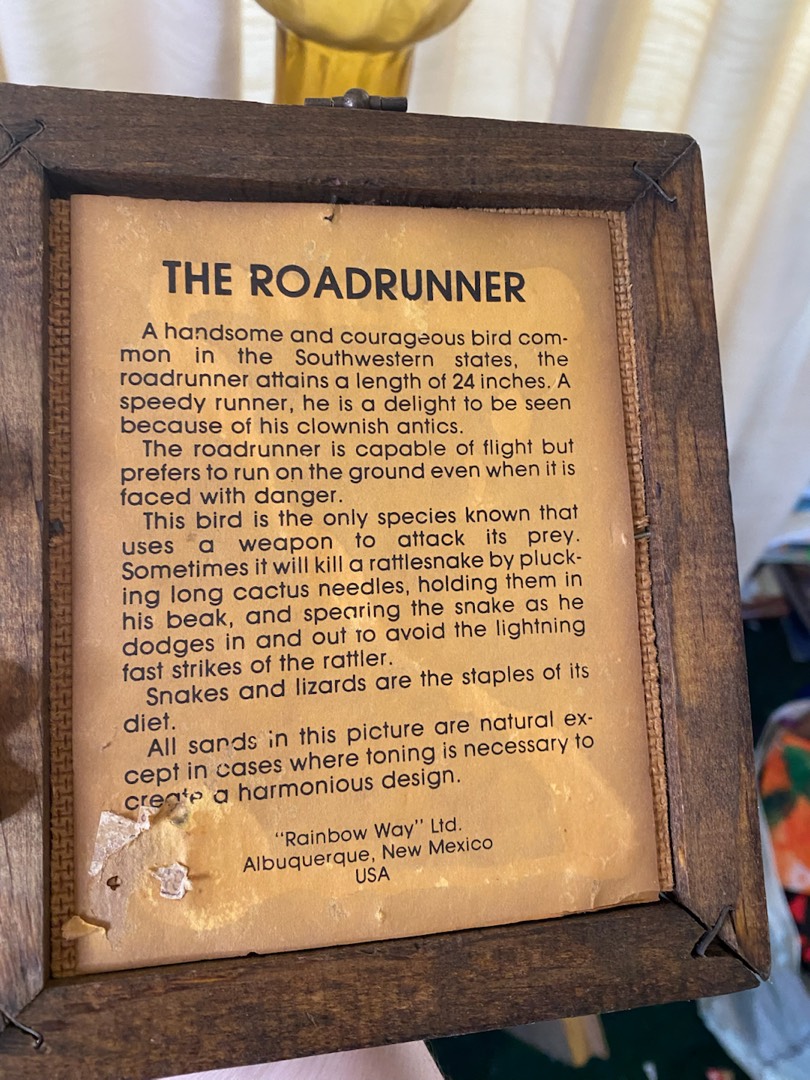 THE ROADRUNNER
A handsome and courageous bird com-
mon in the Southwestern states, the
roadrunner attains a length of 24 inches. A
speedy runner, he is a delight to be seen
because of his clownish antics.
The roadrunner is capable of flight but
prefers to run on the ground even when it is
faced with danger.
This bird is the only species known that
uses a weapon to attack its prey.
Sometimes it will kill a rattlesnake by pluck-
ing long cactus needles, holding them in
his beak, and spearing the snake as he
dodges in and out to avoid the lightning
fast strikes of the rattler.
Snakes and lizards are the staples of its
diet.
All sands in this picture are natural ex-
cept in cases where toning is necessary to
create a harmonious design.
"Rainbow Way" Ltd.
Albuquerque, New Mexico
USA